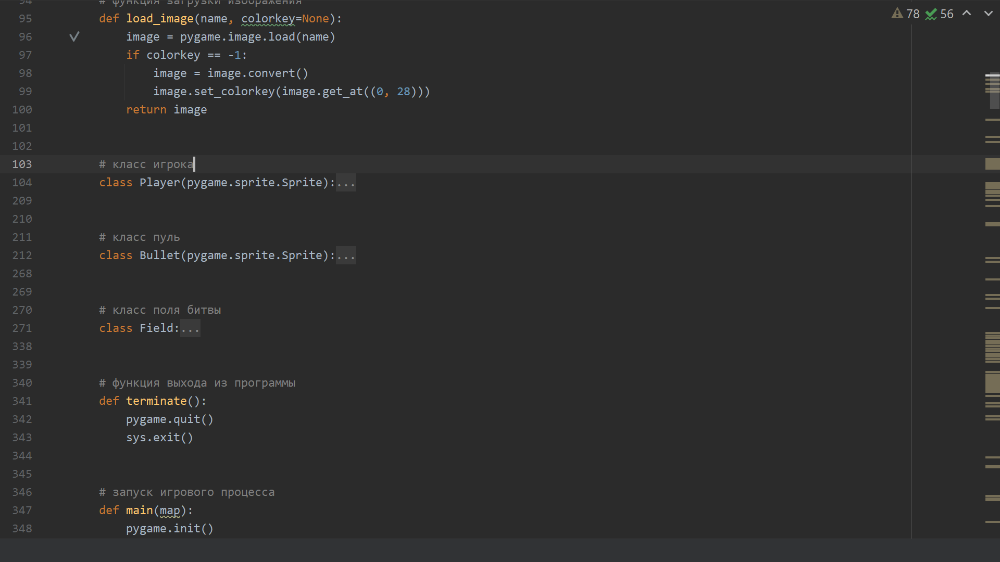 94 # функция загрузки изображения
95 def load_image(name, colorkey=None): 78 56
96 image = pygame.image.load(name)
97 if colorkey == -1:
98 image = image.convert()
99 image.set_colorkey(image.get_at((0, 28)))
100 return image
101
102
103 # класс игрока
104 class Player(pygame.sprite.Sprite):...
209
210
211 # класс пуль
212 class Bullet(pygame.sprite.Sprite):...
268
269
270 # класс поля битвы
271 class Field:...
338
339
340 # функция выхода из программы
341 def terminate():
342 pygame.quit()
343 sys.exit()
344
345
346 # запуск игрового процесса
347 def main(map):
348 pygame.init()